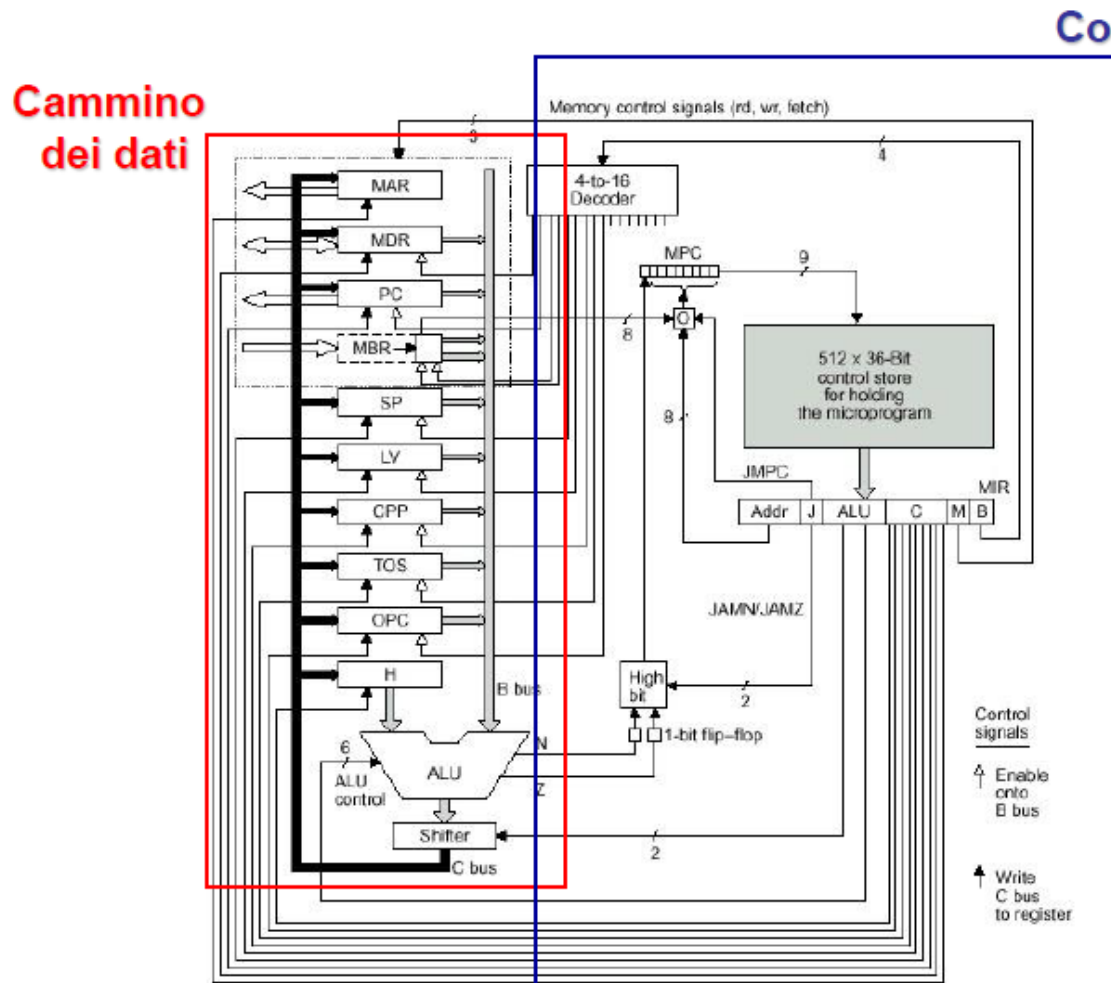 Co
Cammino
dei dati
Memory control signals (rd, wr, fetch)
3
4
MAR
4-to-16
Decoder
MDR
MPC
9
PC
O
8
MBR
512 x 36-Bit
control store
for holding
the microprogram
SP
8
LV
JMPC
MIR
Addr
J
ALU
C
M
B
CPP
TOS
JAMN/JAMZ
OPC
H
B bus
High
bit
2
Control
signals
1-bit flip–flop
N
6
ALU
control
ALU
Z
Enable
onto
B bus
Shifter
2
C bus
Write
C bus
to register